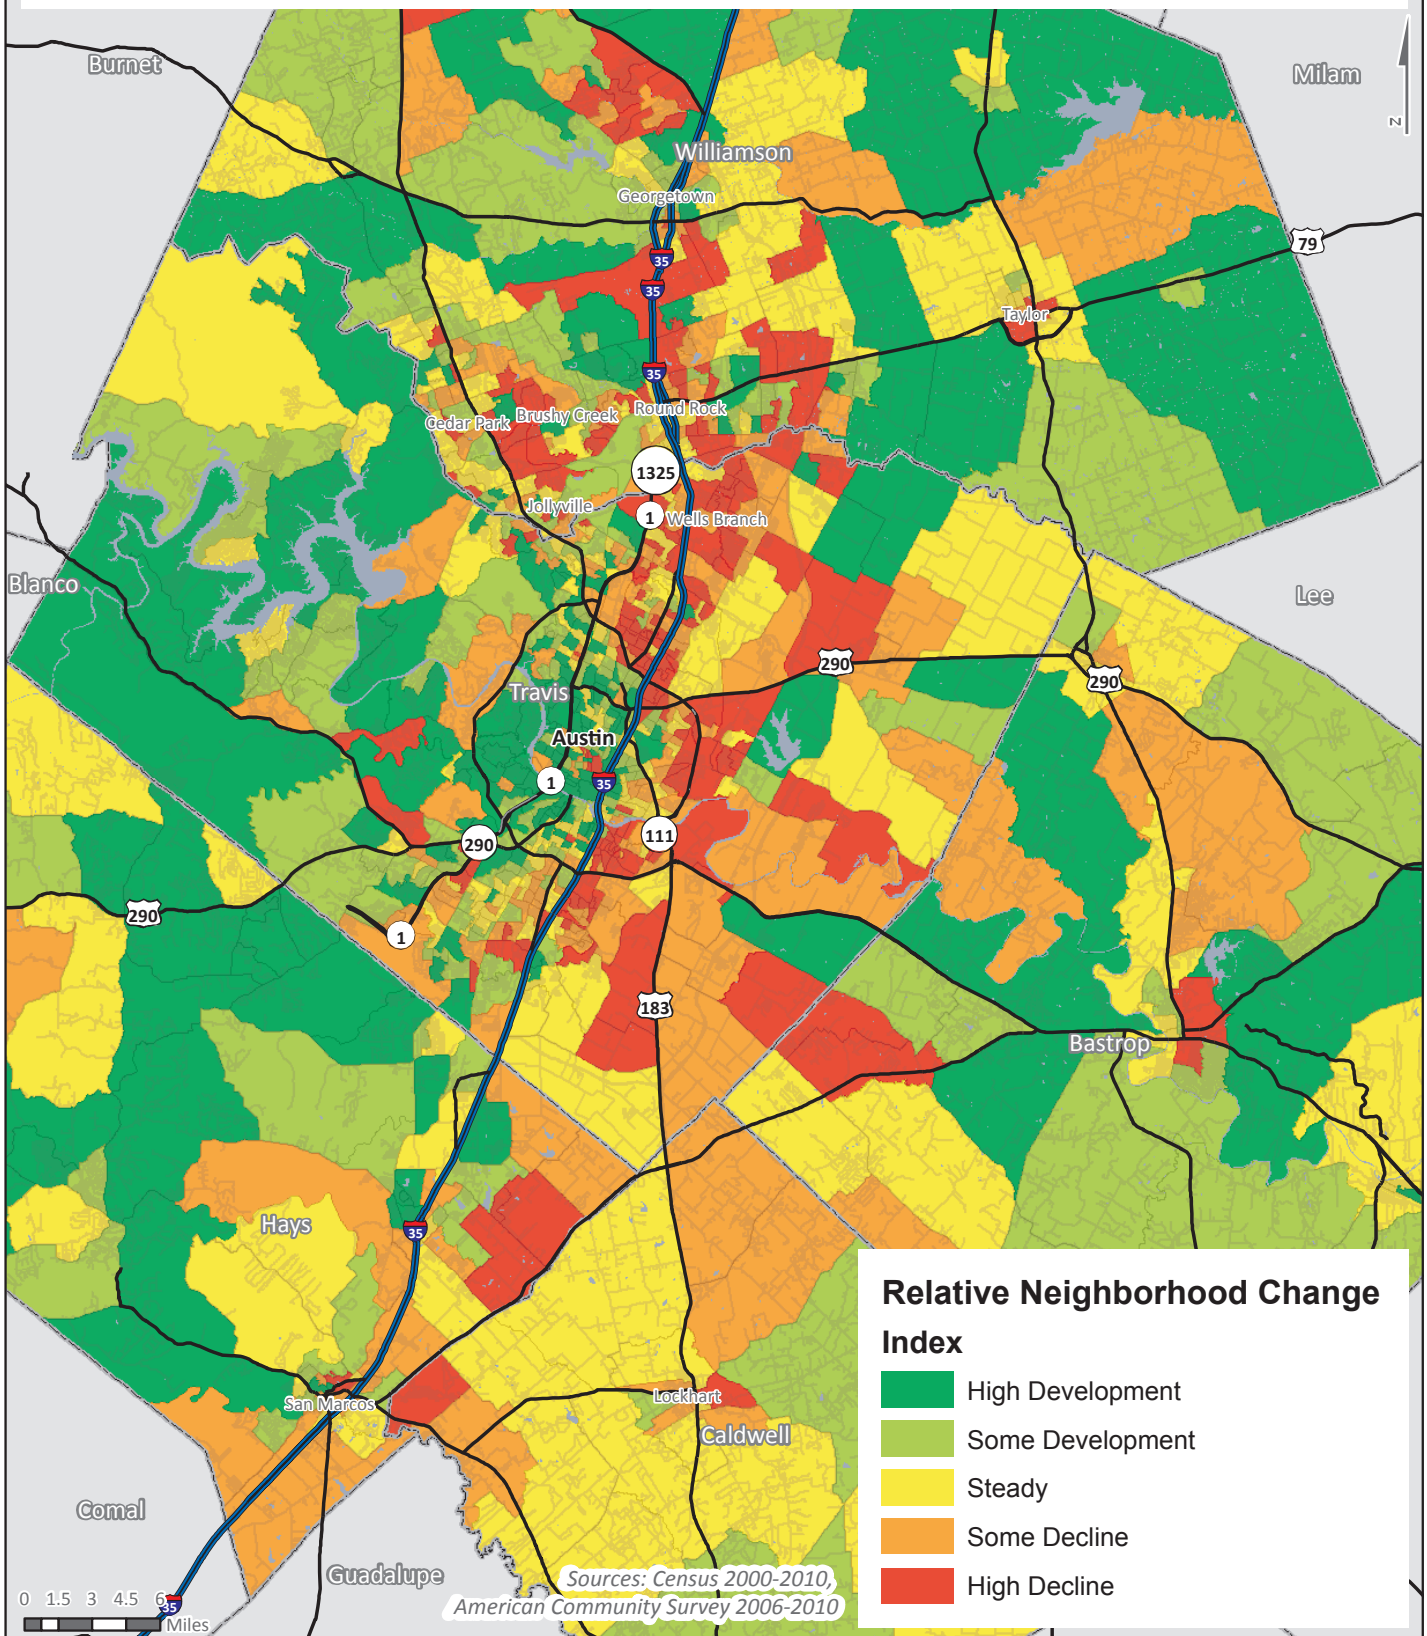 Burnet
Milam
N
Williamson
Georgetown
35
79
35
Taylor
35
Round Rock
Brushy Creek
Cedar Park
1325
Jollyville
1
Wells Branch
Blanco
Lee
290
290
Travis
Austin
1
35
111
290
290
1
183
Bastrop
Hays
35
San Marcos
Lockhart
Caldwell
Comal
Guadalupe
35
0 1.5 3 4.5 6
Miles
Sources: Census 2000-2010,
American Community Survey 2006-2010
Relative Neighborhood Change
Index
High Development
Some Development
Steady
Some Decline
High Decline